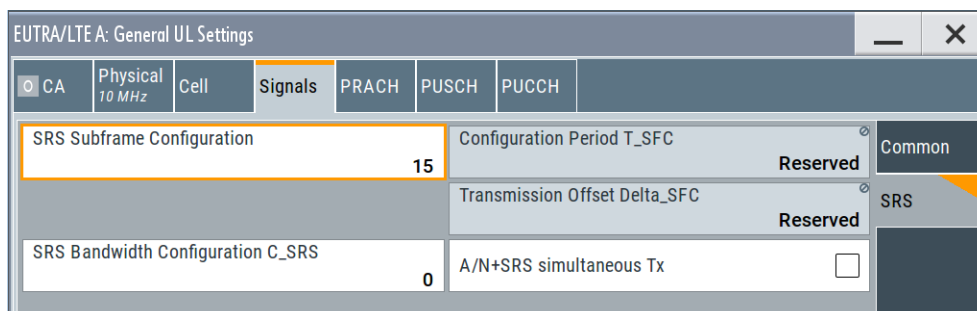 EUTRA/LTE A: General UL Settings
O CA
Physical
10 MHz
Cell
Signals
PRACH
PUSCH
PUCCH
SRS Subframe Configuration
15
Configuration Period T_SFC
Reserved
Common
Transmission Offset Delta_SFC
Reserved
SRS
SRS Bandwidth Configuration C_SRS
0
A/N+SRS simultaneous Tx